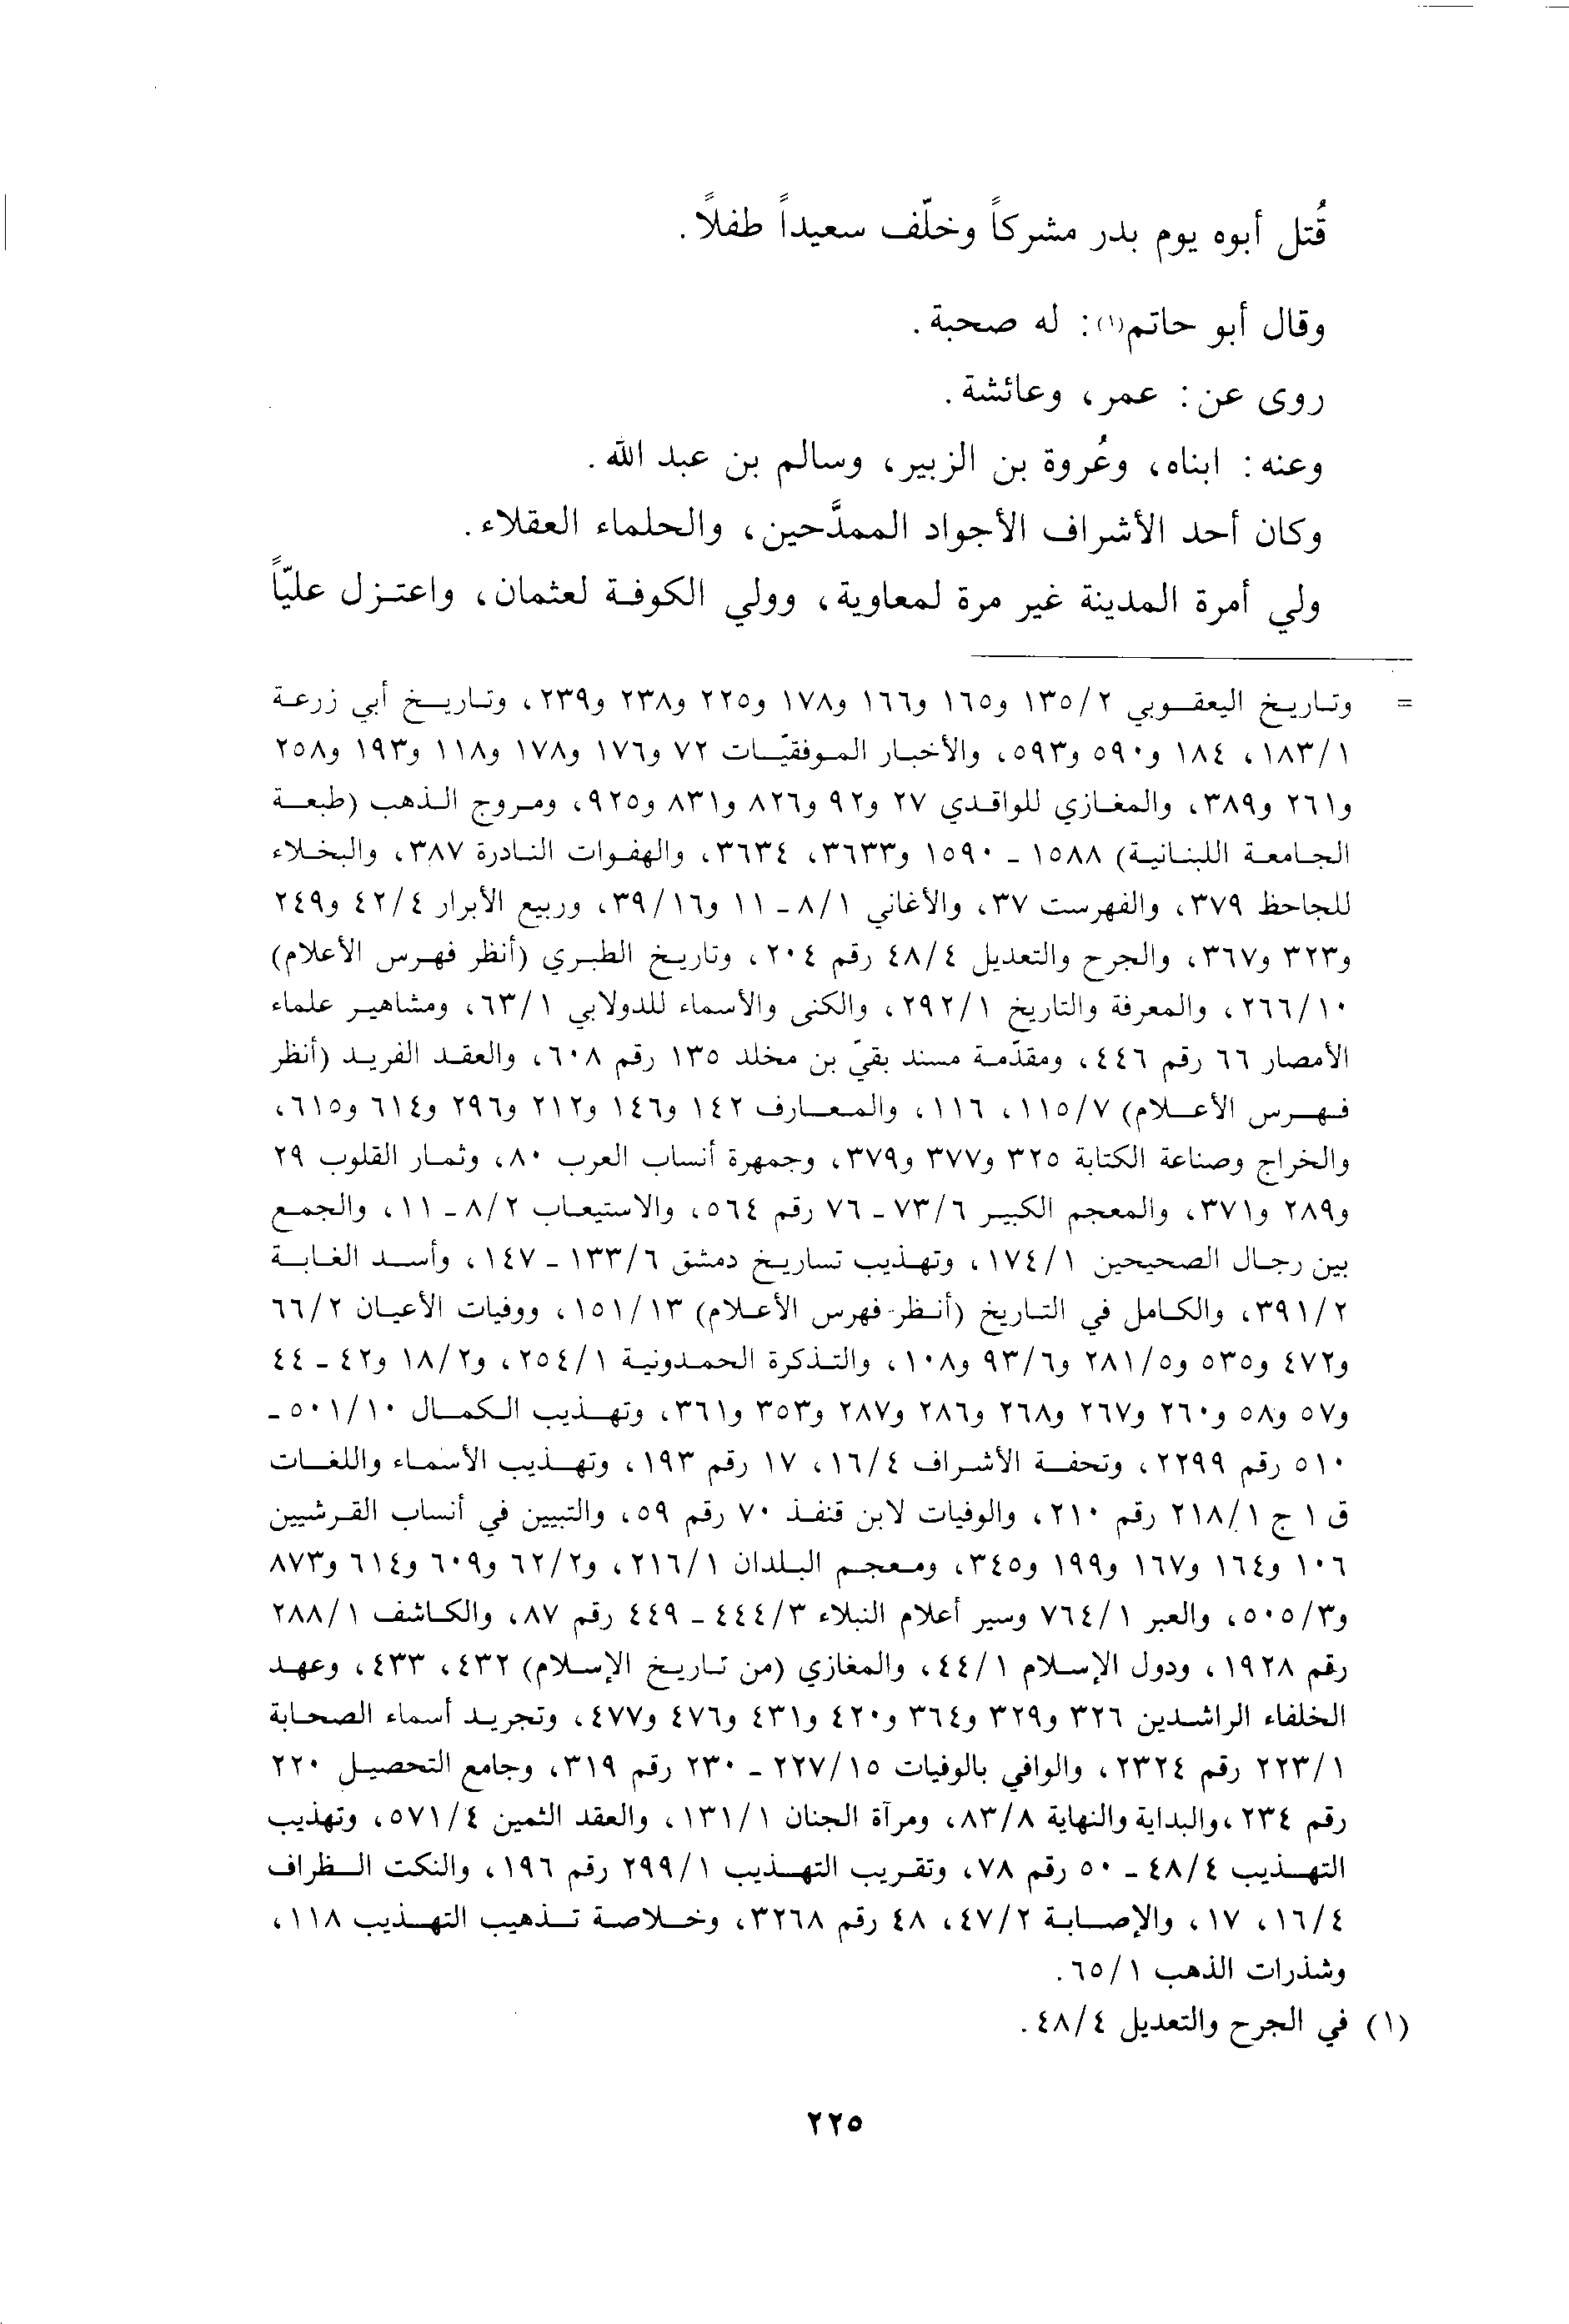 قُتل أبوه يوم بدر مشركاً وخلّف سعيداً طفلاً.
وقال أبو حاتم(١): له صحبة.
روى عن: عمر، وعائشة.
وعنه: ابناه، وعُروة بن الزبير، وسالم بن عبد الله.
وكان أحد الأشراف الأجواد الممدَّحين، والحلماء العقلاء.
ولي أمرة المدينة غير مرة لمعاوية، وولي الكوفة لعثمان، واعتزل عليّاً
= وتاريخ اليعقوبي ٢/ ١٣٥ و١٦٥ و١٦٦ و١٧٨ و٢٢٥ و٢٣٨ و٢٣٩، وتاريخ أبي زرعة
١/ ١٨٣، ١٨٤ و٥٩٠ و٥٩٣، والأخبار الموفقيّات ٧٢ و١٧٦ و١٧٨ و١١٨ و١٩٣ و٢٥٨
و٢٦١ و٣٨٩، والمغازي للواقدي ٢٧ و٩٢ و٨٢٦ و٨٣١ و٩٢٥، ومروج الذهب (طبعة
الجامعة اللبنانية) ١٥٨٨ - ١٥٩٠ و٣٦٣٣، ٣٦٣٤، والهفوات النادرة ٣٨٧، والبخلاء
للجاحظ ٣٧٩، والفهرست ٣٧، والأغاني ١/ ٨ - ١١ و١٦/ ٣٩، وربيع الأبرار ٤/ ٤٢ و٢٤٩
و٣٢٣ و٣٦٧، والجرح والتعديل ٤/ ٤٨ رقم ٢٠٤، وتاريخ الطبري (أنظر فهرس الأعلام)
١٠/ ٢٦٦، والمعرفة والتاريخ ١/ ٢٩٢، والكنى والأسماء للدولابي ١/ ٦٣، ومشاهير علماء
الأمصار ٦٦ رقم ٤٤٦، ومقدّمة مسند بقيّ بن مخلد ١٣٥ رقم ٦٠٨، والعقد الفريد (أنظر
فهرس الأعلام) ٧/ ١١٥، ١١٦، والمعارف ١٤٢ و١٤٦ و٢١٢ و٢٩٦ و٦١٤ و٦١٥،
والخراج وصناعة الكتابة ٣٢٥ و٣٧٧ و٣٧٩، وجمهرة أنساب العرب ٨٠، وثمار القلوب ٢٩
و٢٨٩ و٣٧١، والمعجم الكبير ٦/ ٧٣ - ٧٦ رقم ٥٦٤، والاستيعاب ٢/ ٨ - ١١، والجمع
بين رجال الصحيحين ١/ ١٧٤، وتهذيب تساريخ دمشق ٦/ ١٣٣ - ١٤٧، وأسد الغابة
٢/ ٣٩١، والكامل في التاريخ (أنظر فهرس الأعلام) ١٣/ ١٥١، ووفيات الأعيان ٢/ ٦٦
و٤٧٢ و٥٣٥ و٥/ ٢٨١ و٦/ ٩٣ و١٠٨، والتذكرة الحمدونية ١/ ٢٥٤، و٢/ ١٨ و٤٢ - ٤٤
و٥٧ و٥٨ و٢٦٠ و٢٦٧ و٢٦٨ و٢٨٦ و٢٨٧ و٣٥٣ و٣٦١، وتهذيب الكمال ١٠/ ٥٠١ -
٥١٠ رقم ٢٢٩٩، وتحفة الأشراف ٤/ ١٦، ١٧ رقم ١٩٣، وتهذيب الأسماء واللغات
ق ١ ج ١/ ٢١٨ رقم ٢١٠، والوفيات لابن قنفذ ٧٠ رقم ٥٩، والتبيين في أنساب القرشيين
١٠٦ و١٦٤ و١٦٧ و١٩٩ و٣٤٥، ومعجم البلدان ١/ ٢١٦، و٢/ ٦٢ و٦٠٩ و٦١٤ و٨٧٣
و٣/ ٥٠٥، والعبر ١/ ٧٦٤ وسير أعلام النبلاء ٣/ ٤٤٤ - ٤٤٩ رقم ٨٧، والكاشف ١/ ٢٨٨
رقم ١٩٢٨، ودول الإسلام ١/ ٤٤، والمغازي (من تاريخ الإسلام) ٤٣٢، ٤٣٣، وعهد
الخلفاء الراشدين ٣٢٦ و٣٢٩ و٣٦٤ و٤٢٠ و٤٣١ و٤٧٦ و٤٧٧، وتجريد أسماء الصحابة
١/ ٢٢٣ رقم ٢٣٢٤، والوافي بالوفيات ١٥/ ٢٢٧ - ٢٣٠ رقم ٣١٩، وجامع التحصيل ٢٢٠
رقم ٢٣٤، والبداية والنهاية ٨/ ٨٣، ومرآة الجنان ١/ ١٣١، والعقد الثمين ٤/ ٥٧١، وتهذيب
التهذيب ٤/ ٤٨ - ٥٠ رقم ٧٨، وتقريب التهذيب ١/ ٢٩٩ رقم ١٩٦، والنكت الظراف
٤/ ١٦، ١٧، والإصابة ٢/ ٤٧، ٤٨ رقم ٣٢٦٨، وخلاصة تذهيب التهذيب ١١٨،
وشذرات الذهب ١/ ٦٥.
(١) في الجرح والتعديل ٤/ ٤٨.
٢٢٥